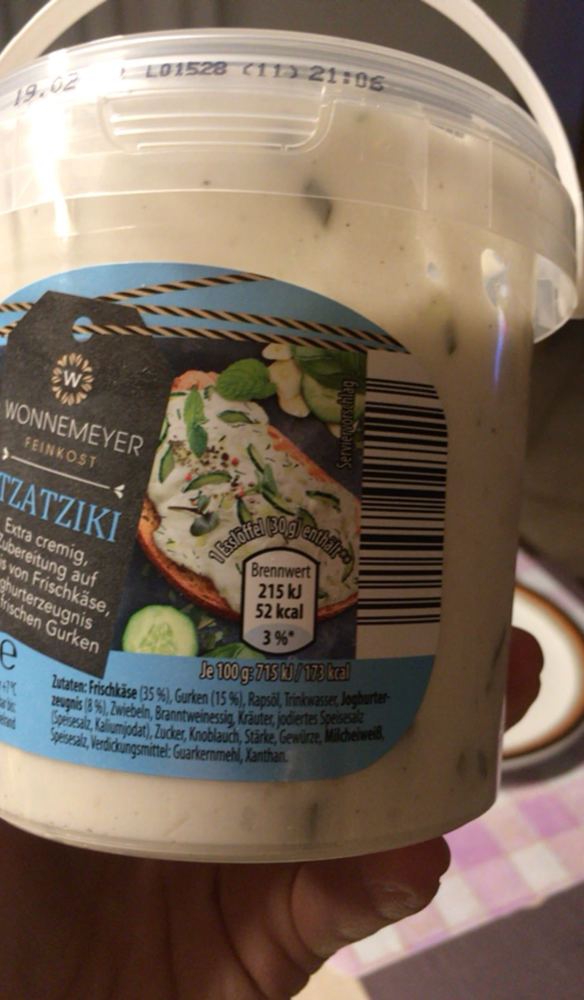 19.02
L01528 (11) 21:06
W
WONNEMEYER
FEINKOST
TZATZIKI
Extra cremig,
Zubereitung auf
is von Frischkäse,
ghurterzeugnis
frischen Gurken
Serviervorschlag
1 Esslöffel (30 g) enthält**
Brennwert
215 kJ
52 kcal
3 %*
e
+7°C
Je 100 g: 715 kJ / 173 kcal
Zutaten: Frischkäse (35 %), Gurken (15 %), Rapsöl, Trinkwasser, Joghurter-
zeugnis (8 %), Zwiebeln, Branntweinessig, Kräuter, jodiertes Speisesalz
(Speisesalz, Kaliumjodat), Zucker, Knoblauch, Stärke, Gewürze, Milcheiweiß,
Speisesalz, Verdickungsmittel: Guarkernmehl, Xanthan.